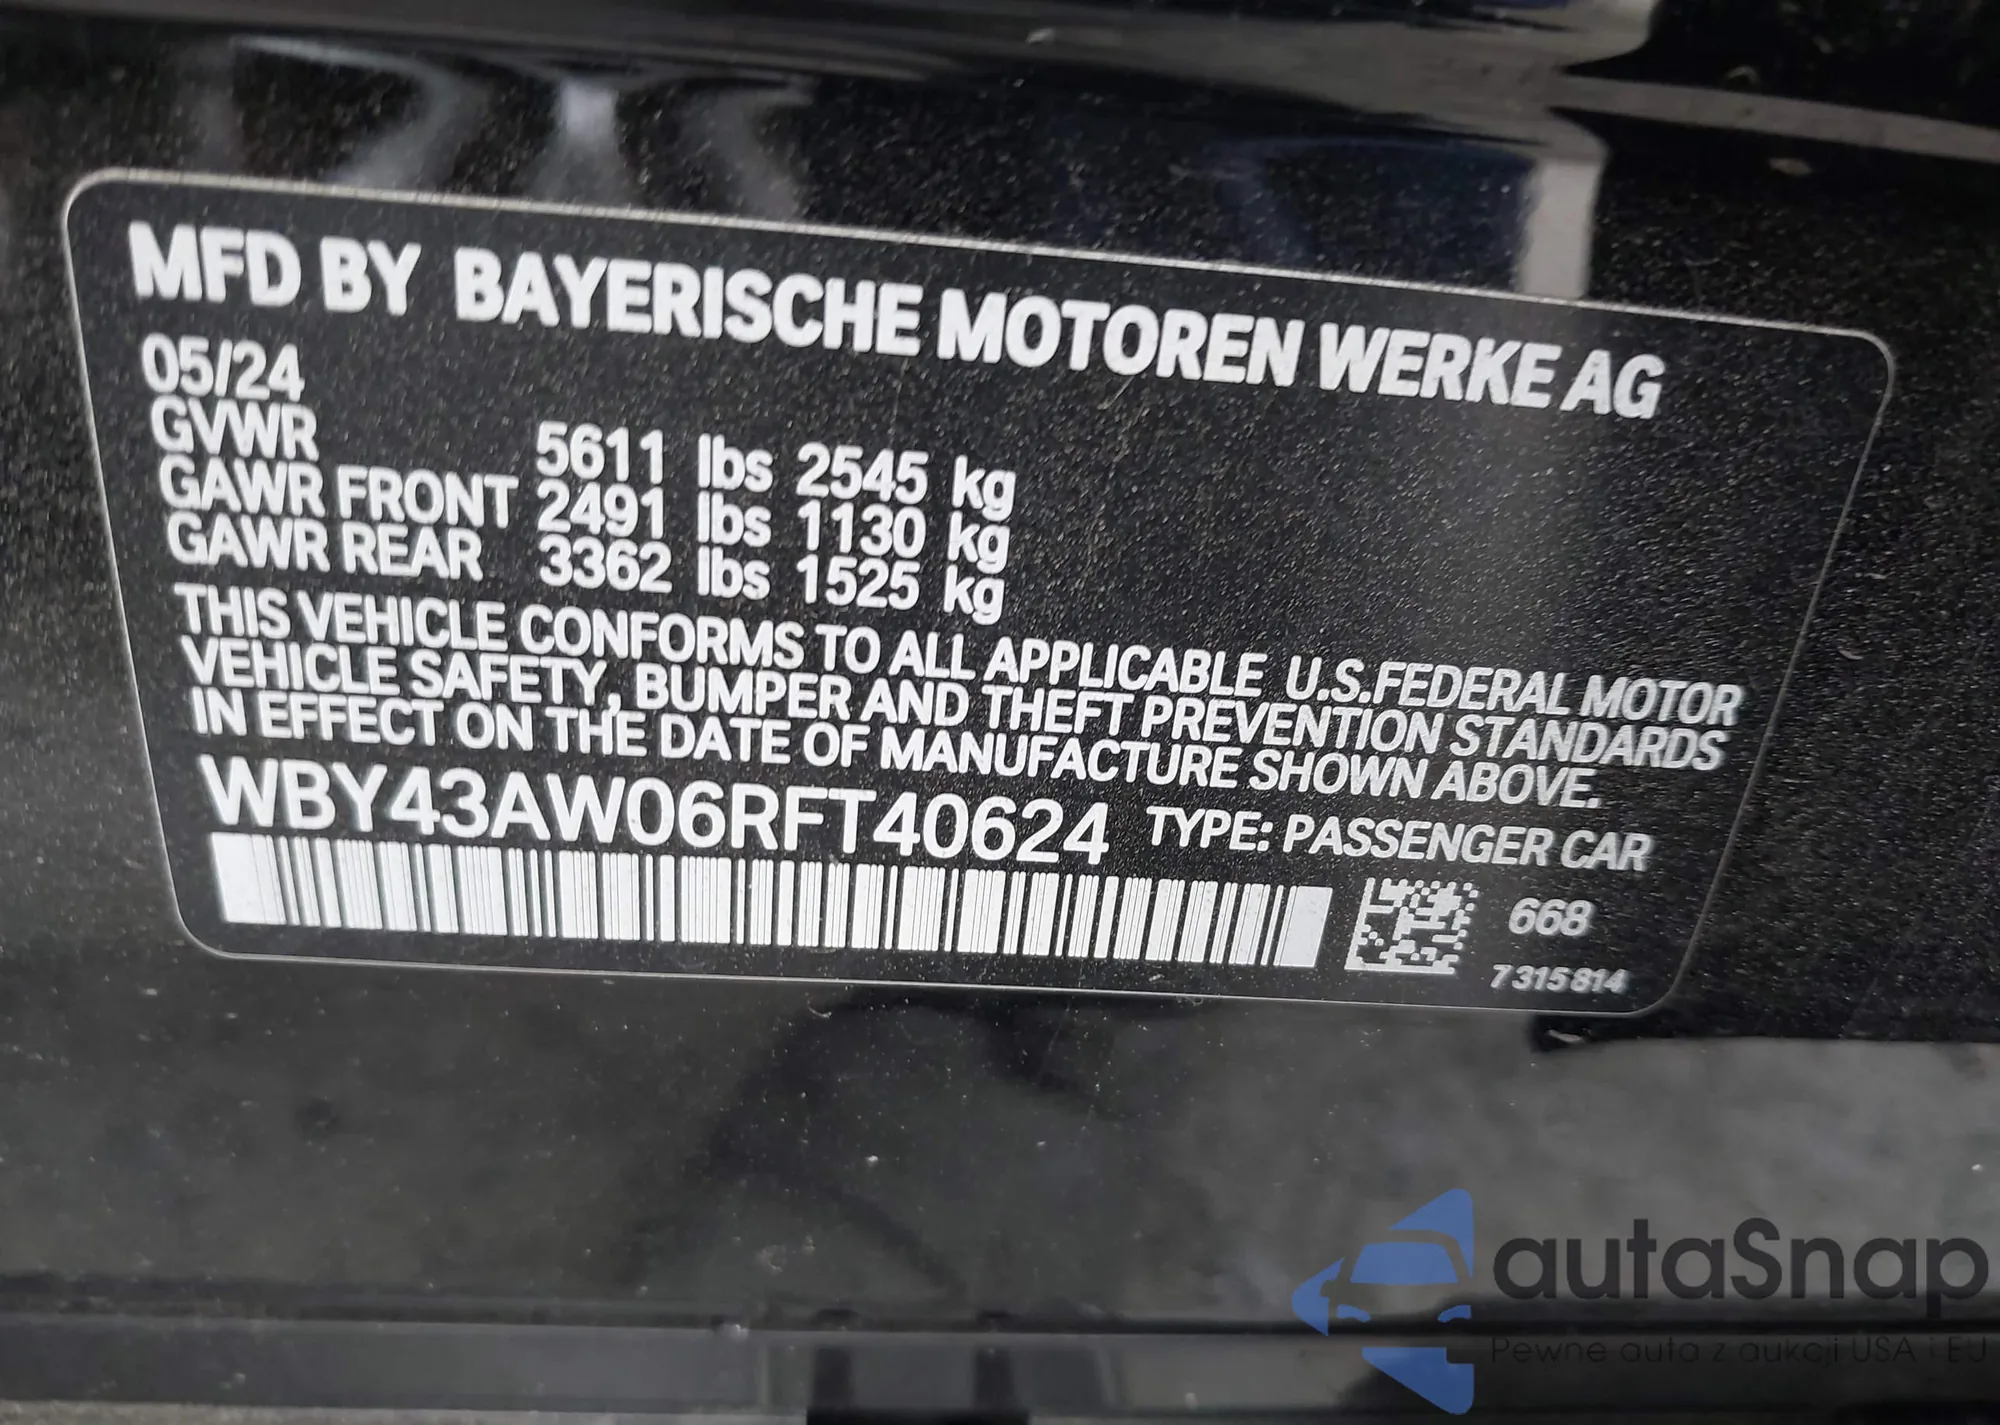 MFD BY BAYERISCHE MOTOREN WERKE AG
05/24
GVWR 5611 lbs 2545 kg
GAWR FRONT 2491 lbs 1130 kg
GAWR REAR 3362 lbs 1525 kg
THIS VEHICLE CONFORMS TO ALL APPLICABLE U.S.FEDERAL MOTOR
VEHICLE SAFETY, BUMPER AND THEFT PREVENTION STANDARDS
IN EFFECT ON THE DATE OF MANUFACTURE SHOWN ABOVE.
WBY43AW06RFT40624 TYPE: PASSENGER CAR
668
7 315 814
autaSnap
Pewne auta z aukcji USA i EU